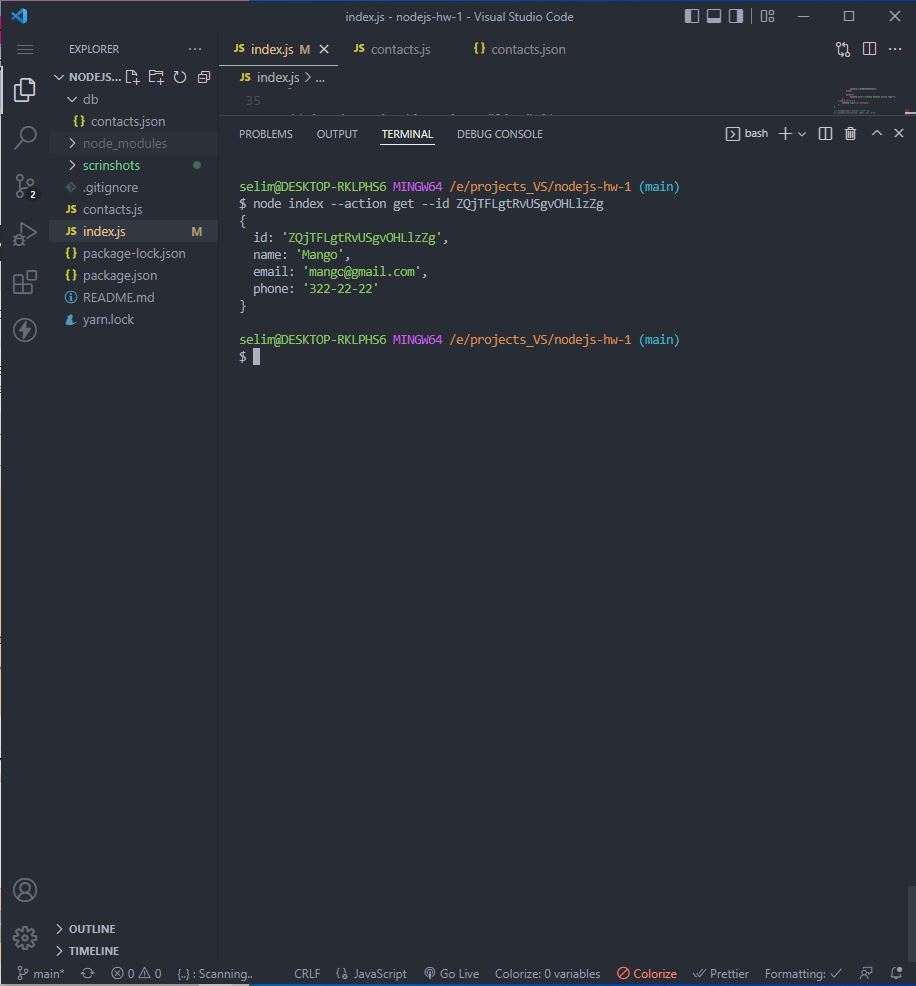 index.js - nodejs-hw-1 - Visual Studio Code
EXPLORER
JS index.js M
JS contacts.js
{} contacts.json
NODEJS...
JS index.js > ...
db
35
{} contacts.json
node_modules
scrinshots
.gitignore
JS contacts.js
JS index.js M
{} package-lock.json
{} package.json
README.md
yarn.lock
2
PROBLEMS OUTPUT TERMINAL DEBUG CONSOLE
bash
selim@DESKTOP-RKLPHS6 MINGW64 /e/projects_VS/nodejs-hw-1 (main)
$ node index --action get --id ZQjTFLgtRvUSgvOHLlzZg
{
id: 'ZQjTFLgtRvUSgvOHLlzZg',
name: 'Mango',
email: 'mangc@gmail.com',
phone: '322-22-22'
}
selim@DESKTOP-RKLPHS6 MINGW64 /e/projects_VS/nodejs-hw-1 (main)
$
OUTLINE
TIMELINE
main* 0 0 {..} : Scanning.. CRLF JavaScript Go Live Colorize: 0 variables Colorize Prettier Formatting: ✓